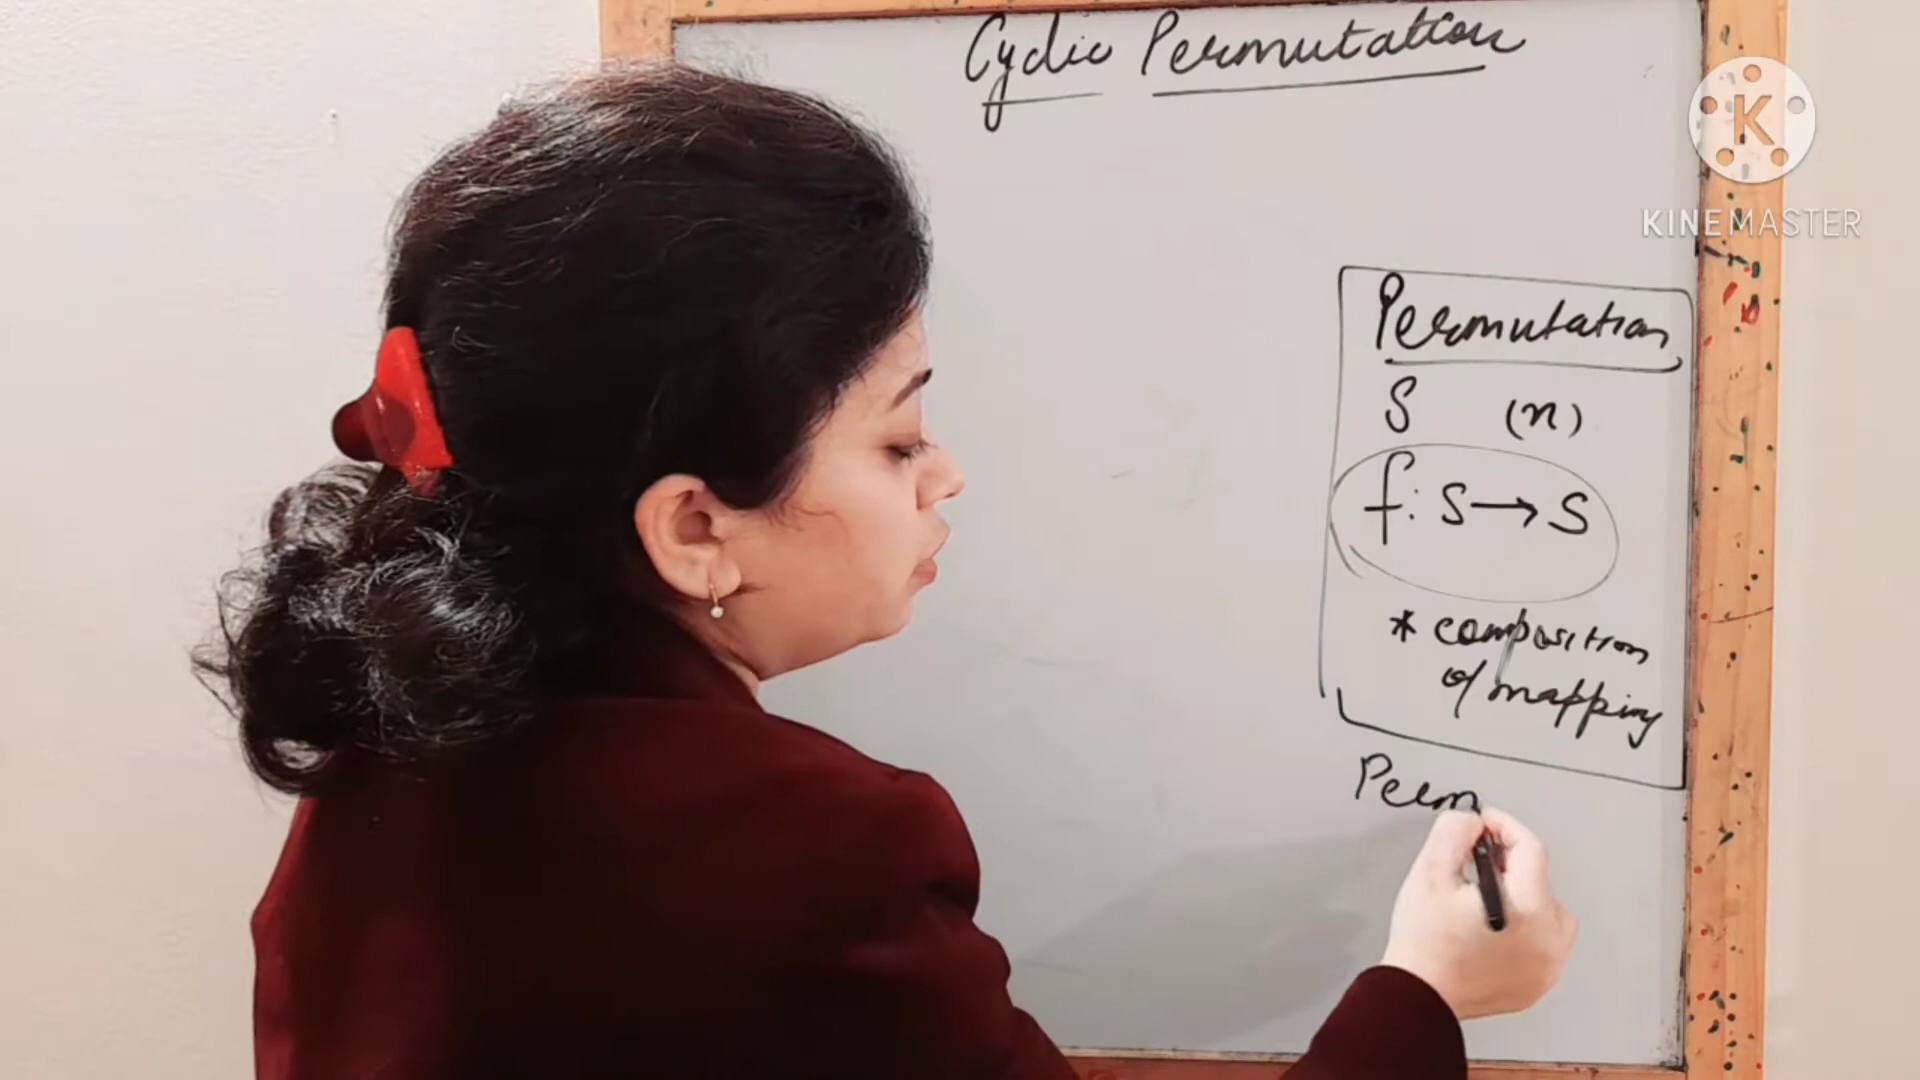 Cyclic Permutation
K
KINEMASTER
Permutation
S (n)
f: S → S
* composition
of mapping
Perm